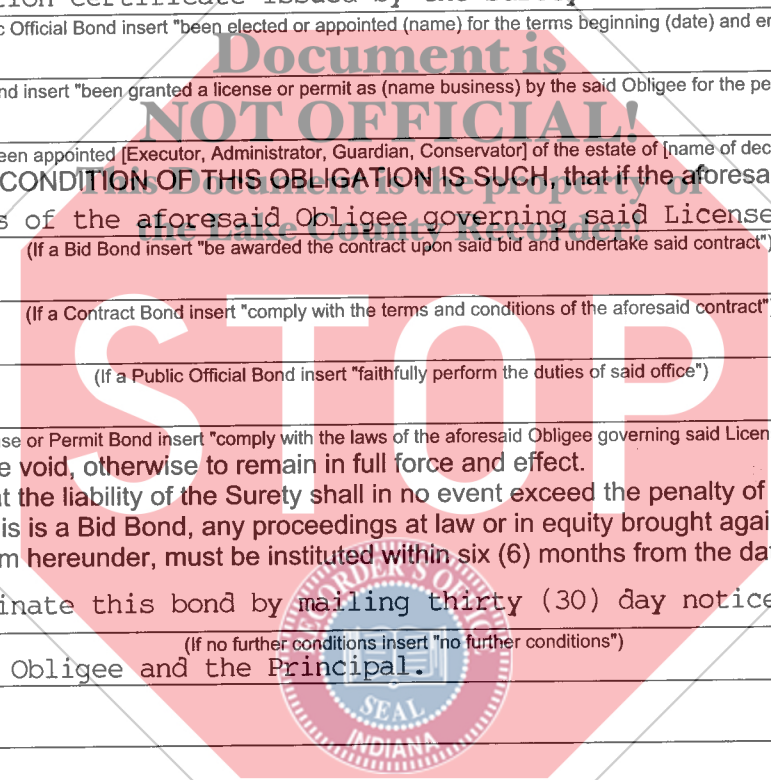 tion Certificate issued by the Surety
c Official Bond insert "been elected or appointed (name) for the terms beginning (date) and en
Document is
nd insert "been granted a license or permit as (name business) by the said Obligee for the pe
NOT OFFICIAL!
een appointed [Executor, Administrator, Guardian, Conservator] of the estate of [name of dec
CONDITION OF THIS OBLIGATION IS SUCH, that if the aforesa
This Document is the property of
s of the aforesaid Obligee governing said License
the Lake County Recorder!
(If a Bid Bond insert "be awarded the contract upon said bid and undertake said contract")
(If a Contract Bond insert "comply with the terms and conditions of the aforesaid contract"
STOP
(If a Public Official Bond insert "faithfully perform the duties of said office")
se or Permit Bond insert "comply with the laws of the aforesaid Obligee governing said Licen
e void, otherwise to remain in full force and effect.
at the liability of the Surety shall in no event exceed the penalty of
is is a Bid Bond, any proceedings at law or in equity brought agai
m hereunder, must be instituted within six (6) months from the da
inate this bond by mailing thirty (30) day notice
(If no further conditions insert "no further conditions")
Obligee and the Principal.
RECORDER'S OFFICE
SEAL
INDIANA